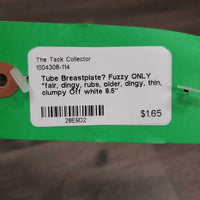 The Tack Collector
1004308-114
Tube Breastplate? Fuzzy ONLY
*fair, dingy, rubs, older, dingy, thin,
clumpy Off white 8.5"
$1.65
28E9D2